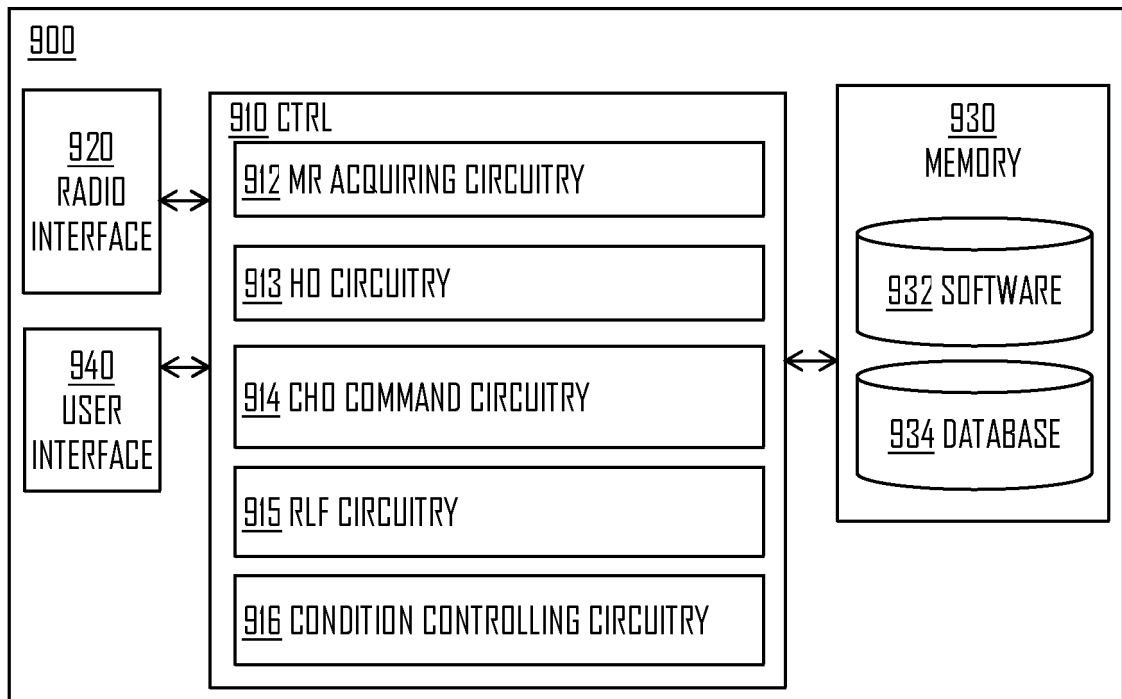 900
920
RADIO
INTERFACE
940
USER
INTERFACE
910 CTRL
912 MR ACQUIRING CIRCUITRY
913 HO CIRCUITRY
914 CHO COMMAND CIRCUITRY
915 RLF CIRCUITRY
916 CONDITION CONTROLLING CIRCUITRY
930
MEMORY
932 SOFTWARE
934 DATABASE